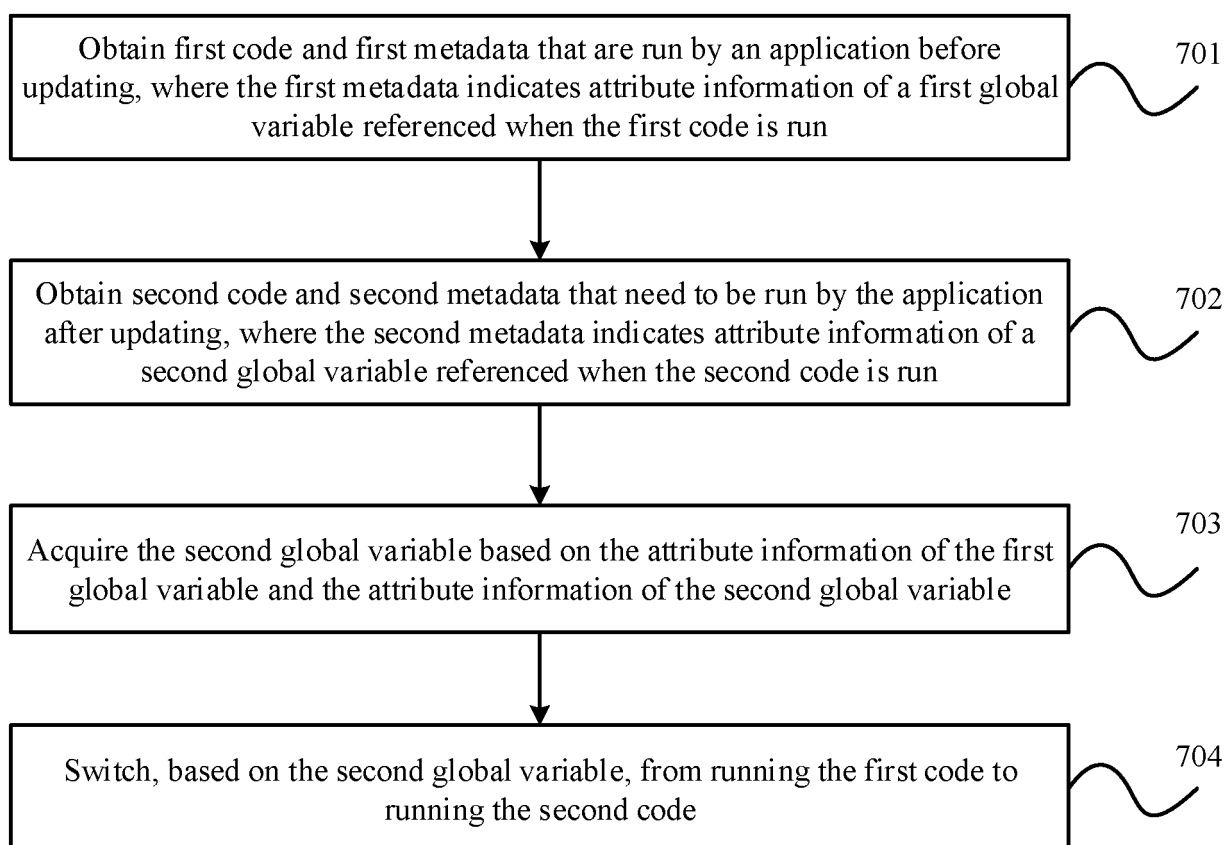 Obtain first code and first metadata that are run by an application before
updating, where the first metadata indicates attribute information of a first global
variable referenced when the first code is run
701
Obtain second code and second metadata that need to be run by the application
after updating, where the second metadata indicates attribute information of a
second global variable referenced when the second code is run
702
Acquire the second global variable based on the attribute information of the first
global variable and the attribute information of the second global variable
703
Switch, based on the second global variable, from running the first code to
running the second code
704